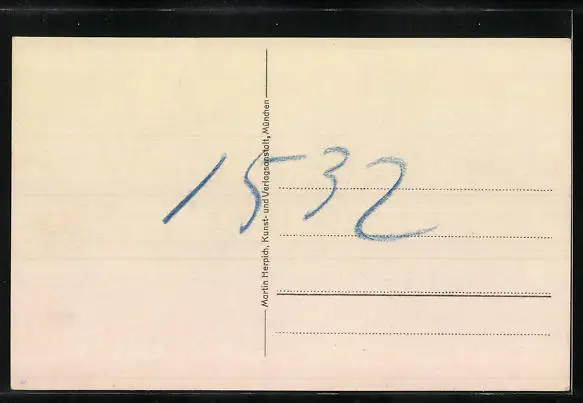 1532
Martin Herpich, Kunst- und Verlagsanstalt, München